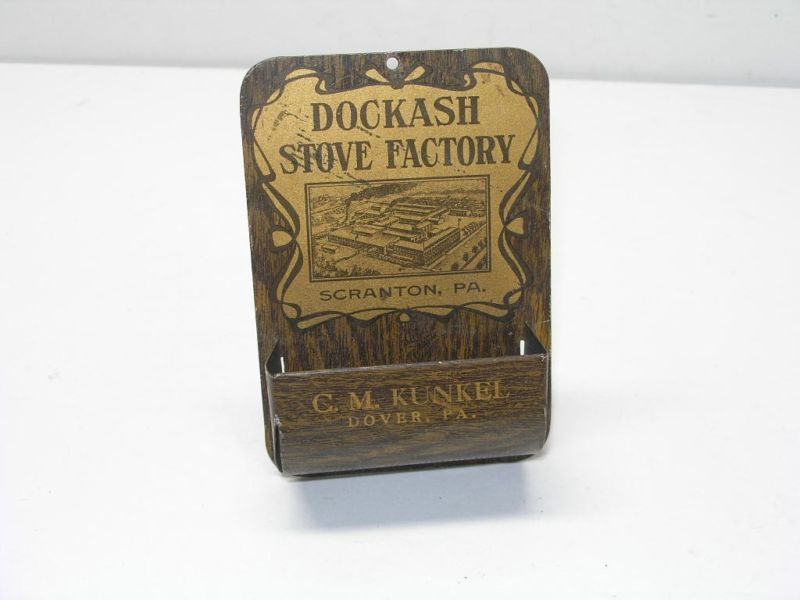 DOCKASH
STOVE FACTORY
SCRANTON, PA.
C. M. KUNKEL
DOVER, PA.